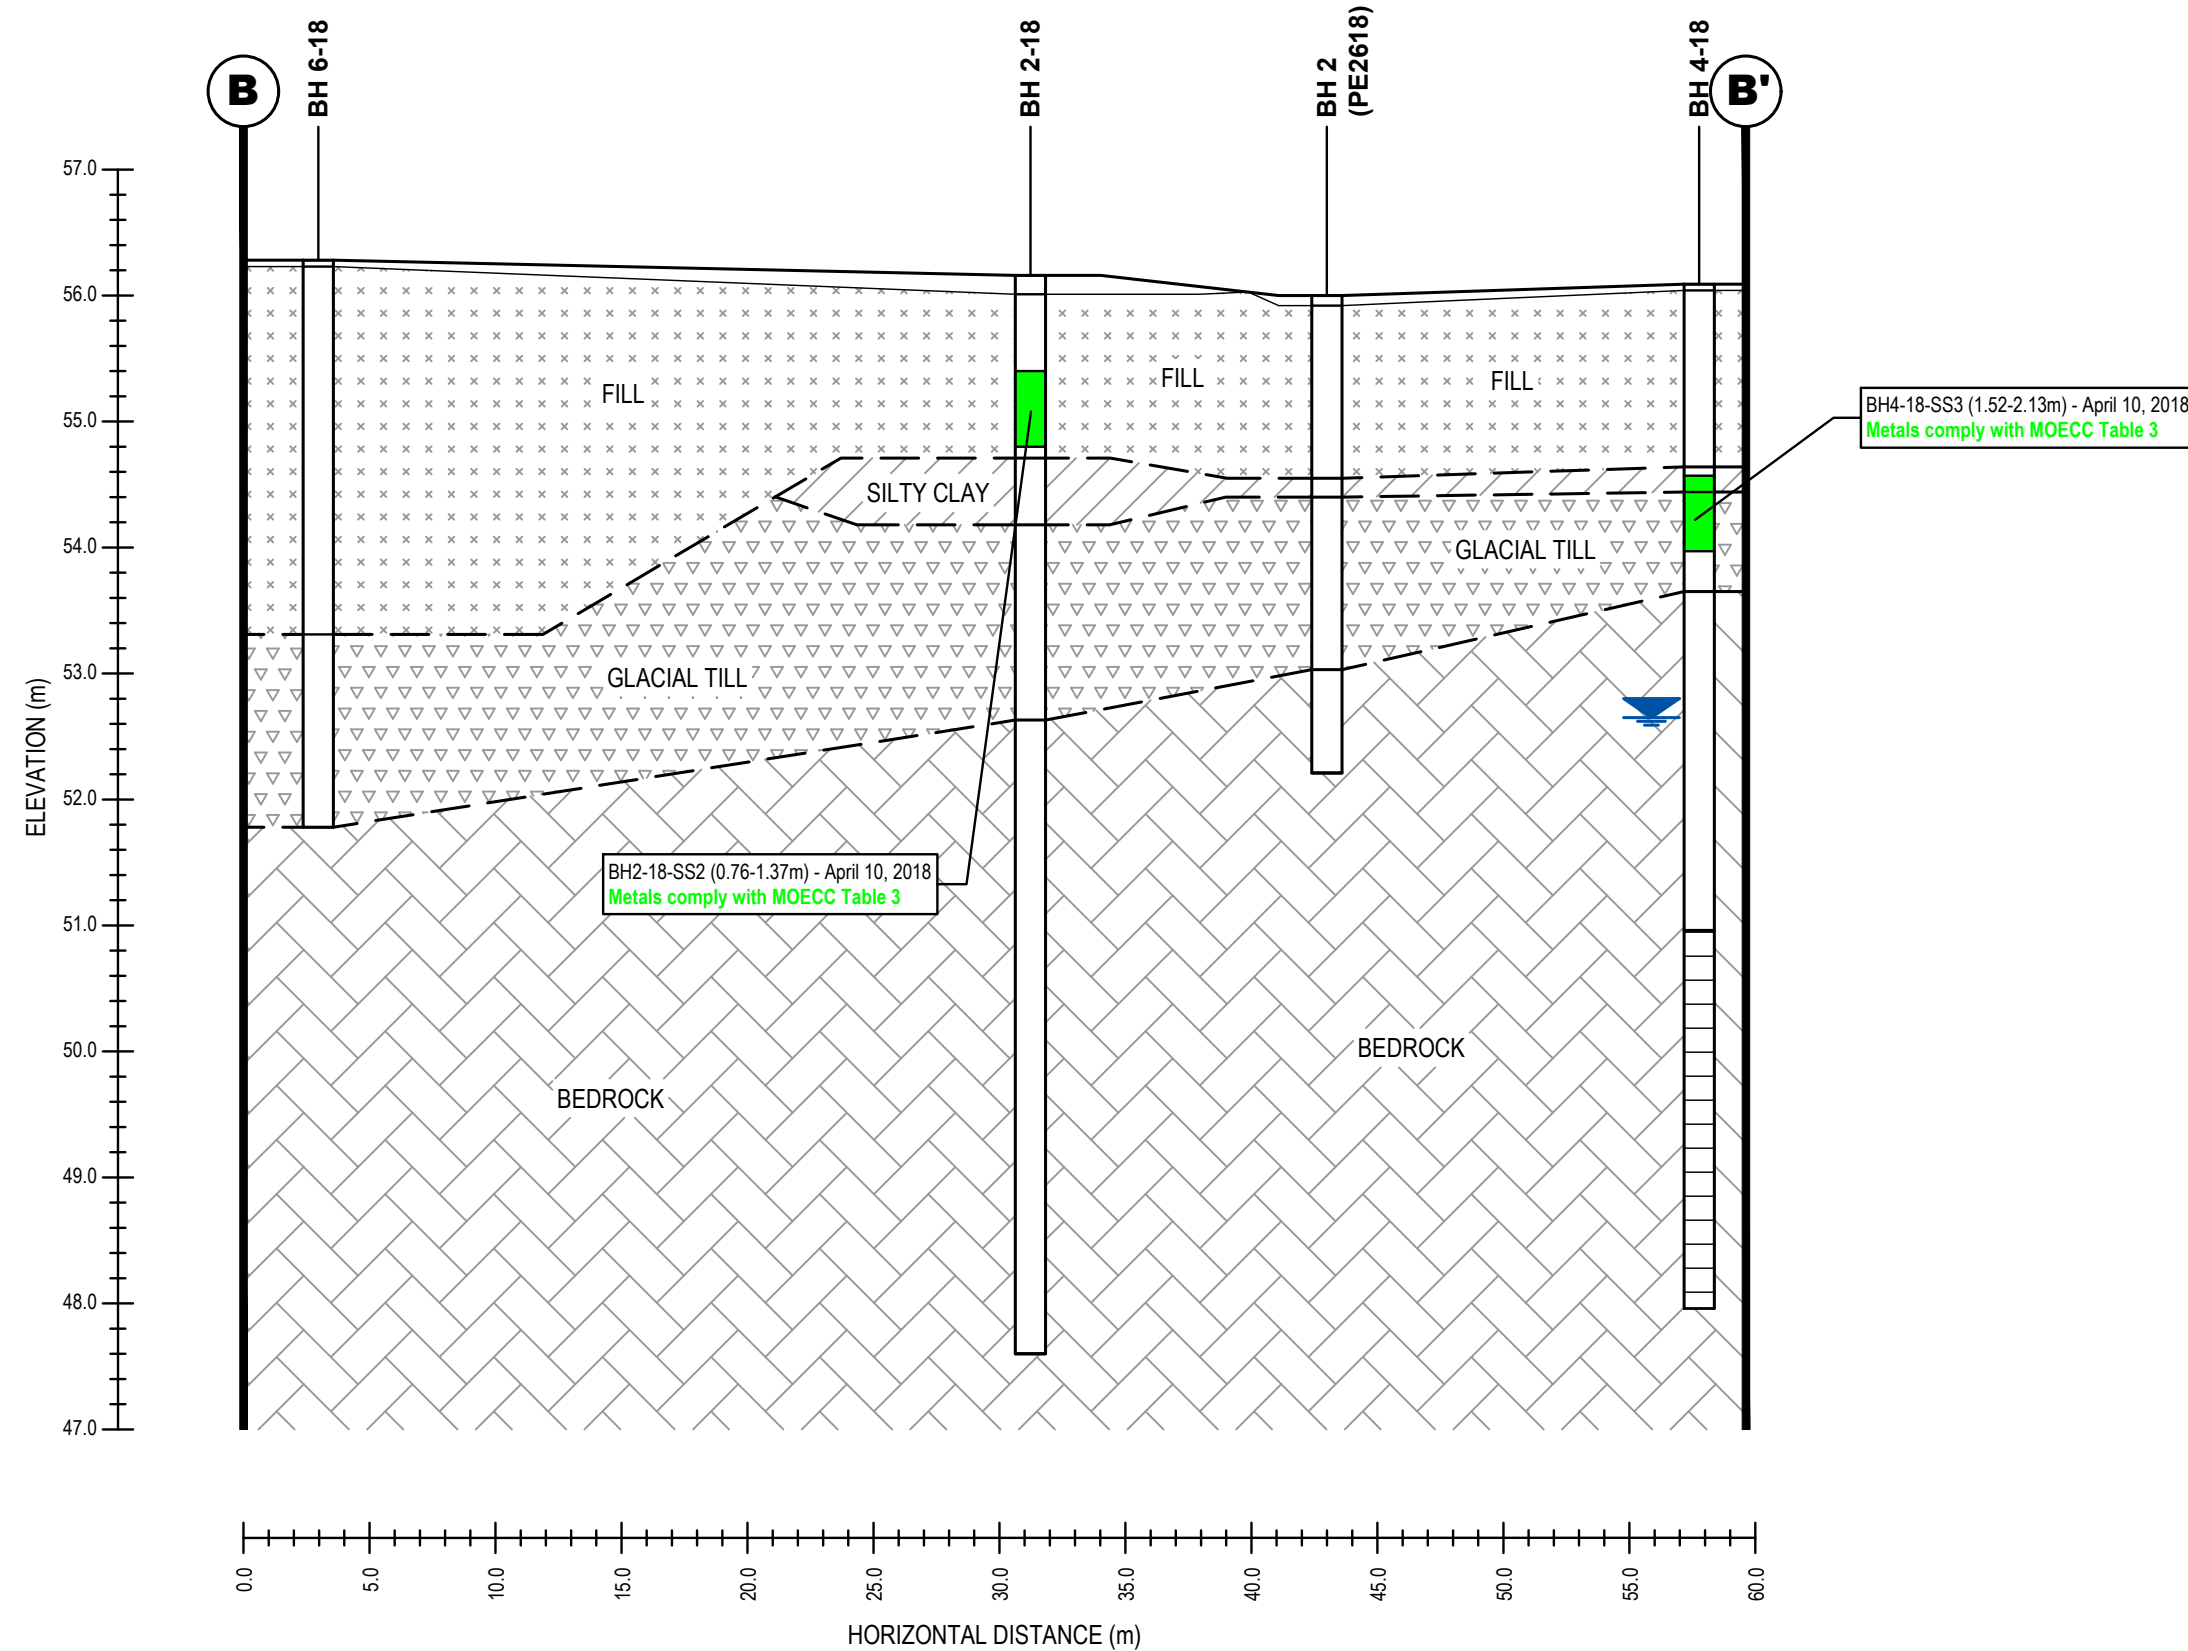 B
BH 6-18
BH 2-18
BH 2
(PE2618)
BH 4-18
B'
57.0
56.0
55.0
54.0
53.0
52.0
51.0
50.0
49.0
48.0
47.0
ELEVATION (m)
FILL
FILL
FILL
BH4-18-SS3 (1.52-2.13m) - April 10, 2018
Metals comply with MOECC Table 3
SILTY CLAY
GLACIAL TILL
GLACIAL TILL
BH2-18-SS2 (0.76-1.37m) - April 10, 2018
Metals comply with MOECC Table 3
BEDROCK
BEDROCK
0.0
5.0
10.0
15.0
20.0
25.0
30.0
35.0
40.0
45.0
50.0
55.0
60.0
HORIZONTAL DISTANCE (m)